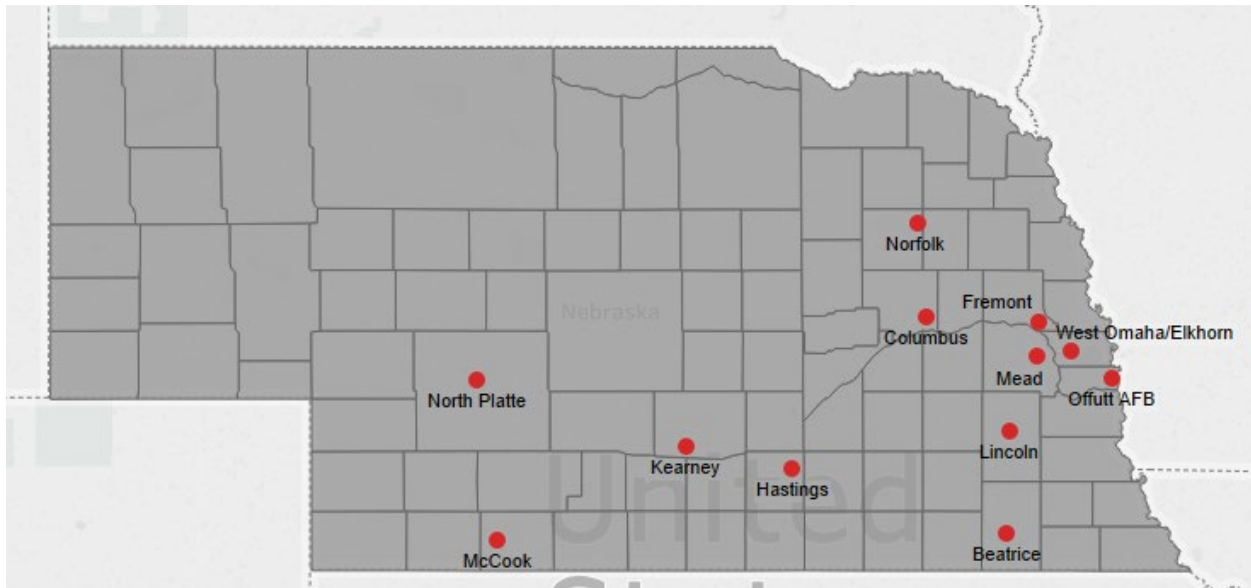 Norfolk
Fremont
Nebraska
West Omaha/Elkhorn
Columbus
Mead
North Platte
Offutt AFB
Lincoln
Kearney
Hastings
United
Beatrice
McCook